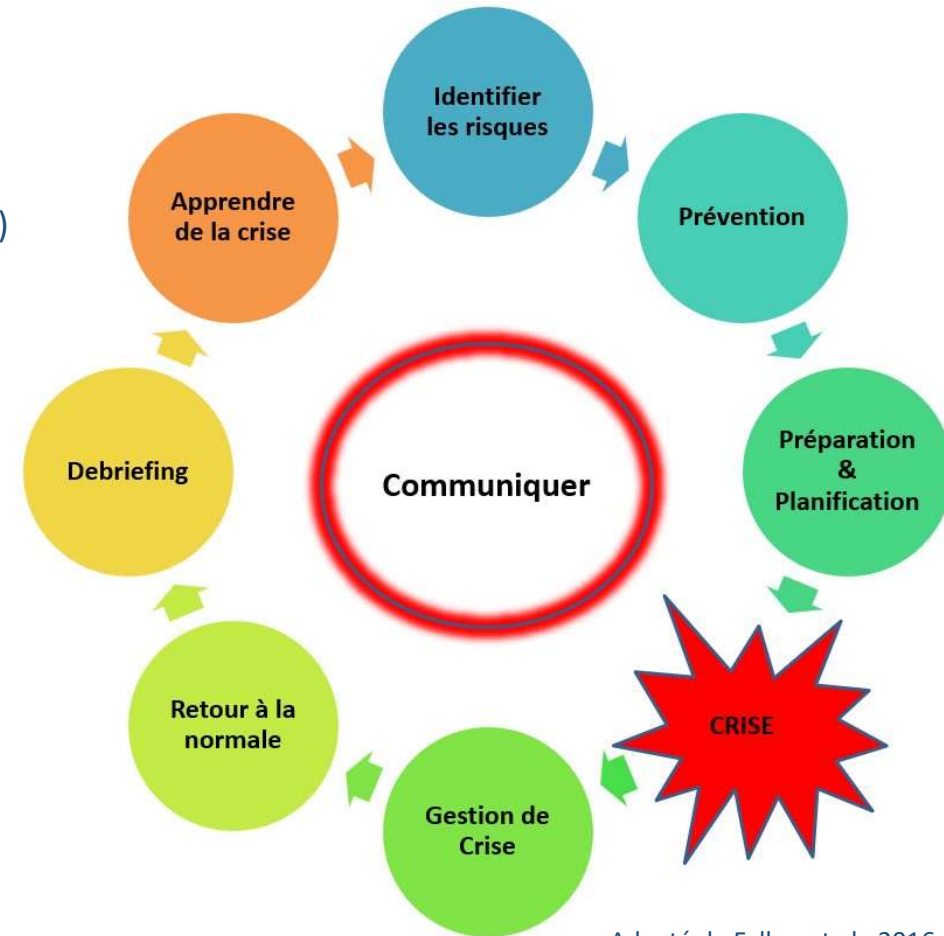 Identifier
les risques
Prévention
Préparation
&
Planification
CRISE
Gestion de
Crise
Retour à la
normale
Debriefing
Apprendre
de la crise
)
Communiquer